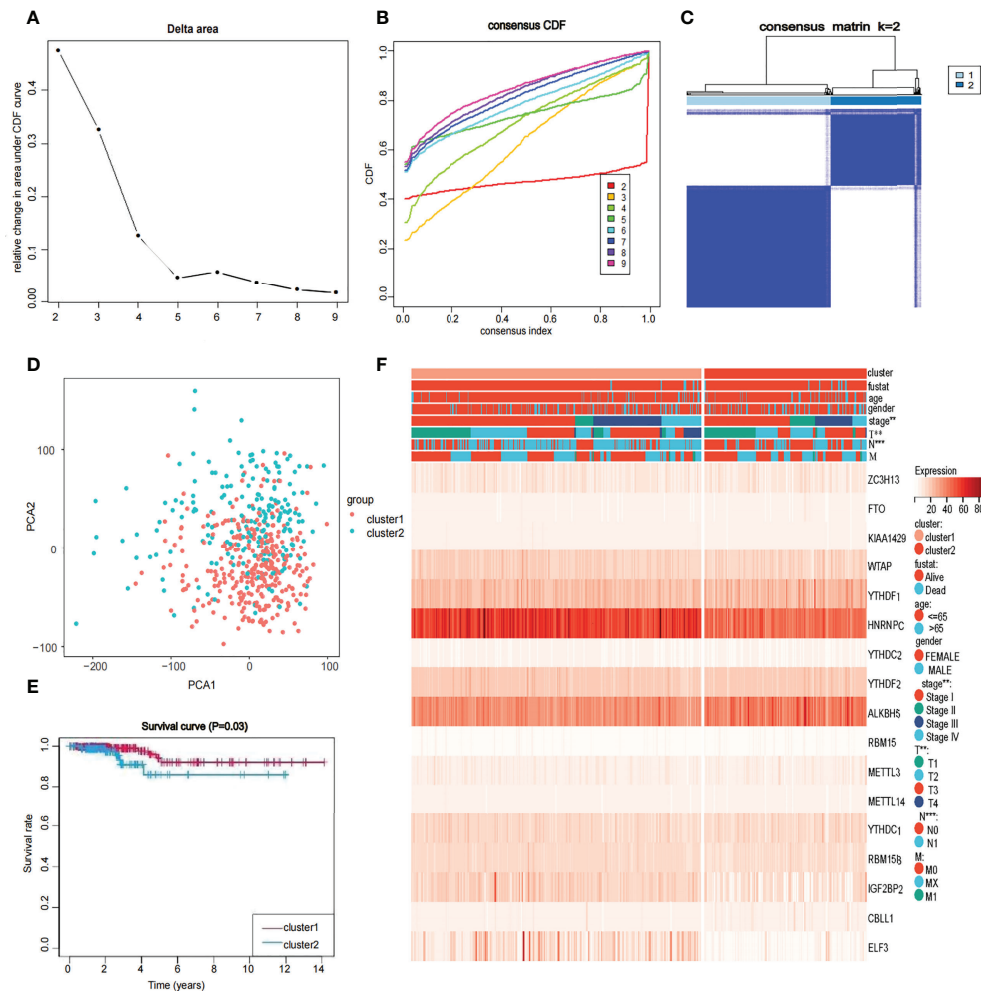 A
Delta area
relative change in area under CDF curve
0.00
0.1
0.2
0.3
0.4
2
3
4
5
6
7
8
9
B
consensus CDF
CDF
0.0
0.2
0.4
0.6
0.8
1.0
0.0
0.2
0.4
0.6
0.8
1.0
consensus index
2
3
4
5
6
7
8
9
C
consensus matrin k=2
1
2
D
PCA2
100
0
−100
−200
−100
0
100
PCA1
group
cluster1
cluster2
E
Survival curve (P=0.03)
Survival rate
1.0
0.8
0.6
0.4
0.2
0.0
0
2
4
6
8
10
12
14
Time (years)
cluster1
cluster2
F
cluster
fustat
age
gender
stage**
T**
N***
M
ZC3H13
FTO
KIAA1429
WTAP
YTHDF1
HNRNPC
YTHDC2
YTHDF2
ALKBH5
RBM15
METTL3
METTL14
YTHDC1
RBM15B
IGF2BP2
CBLL1
ELF3
Expression
20 40 60 80
cluster:
cluster1
cluster2
fustat:
Alive
Dead
age:
<=65
>65
gender
FEMALE
MALE
stage**:
Stage I
Stage II
Stage III
Stage IV
T**:
T1
T2
T3
T4
N***:
N0
N1
M:
M0
MX
M1